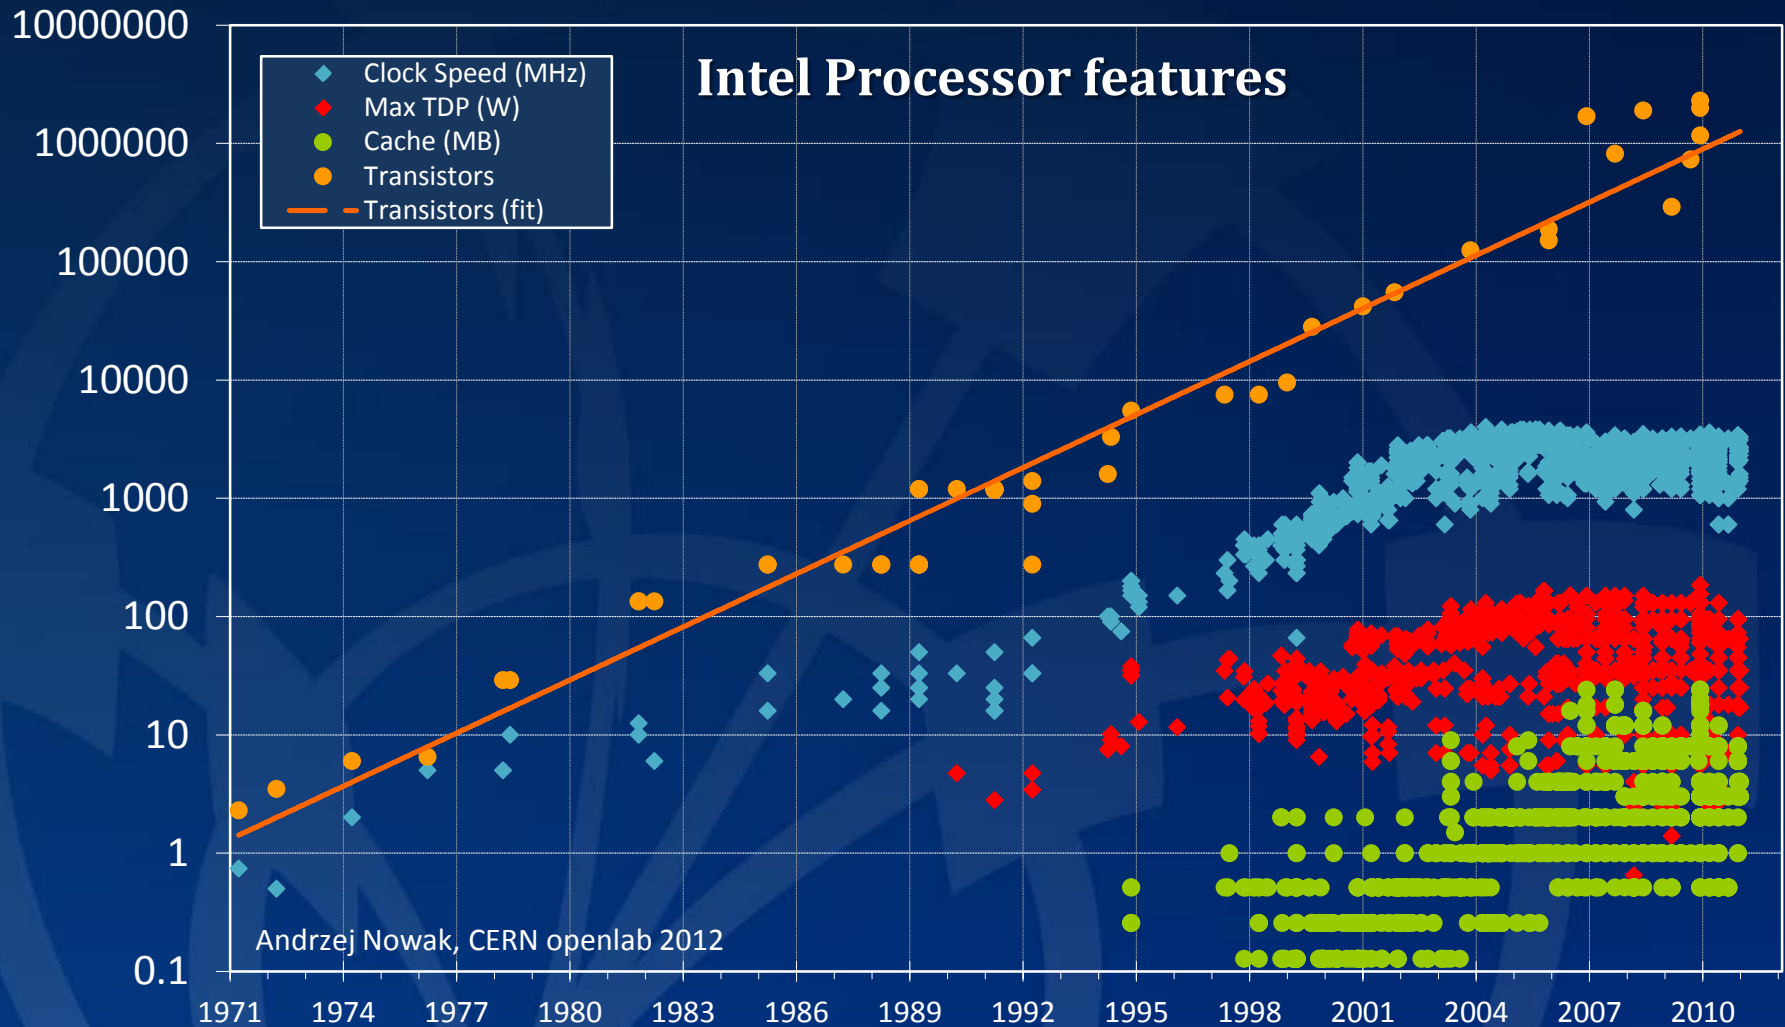 Intel Processor features
Clock Speed (MHz)
Max TDP (W)
Cache (MB)
Transistors
Transistors (fit)
10000000
1000000
100000
10000
1000
100
10
1
0.1
Andrzej Nowak, CERN openlab 2012
1971 1974 1977 1980 1983 1986 1989 1992 1995 1998 2001 2004 2007 2010